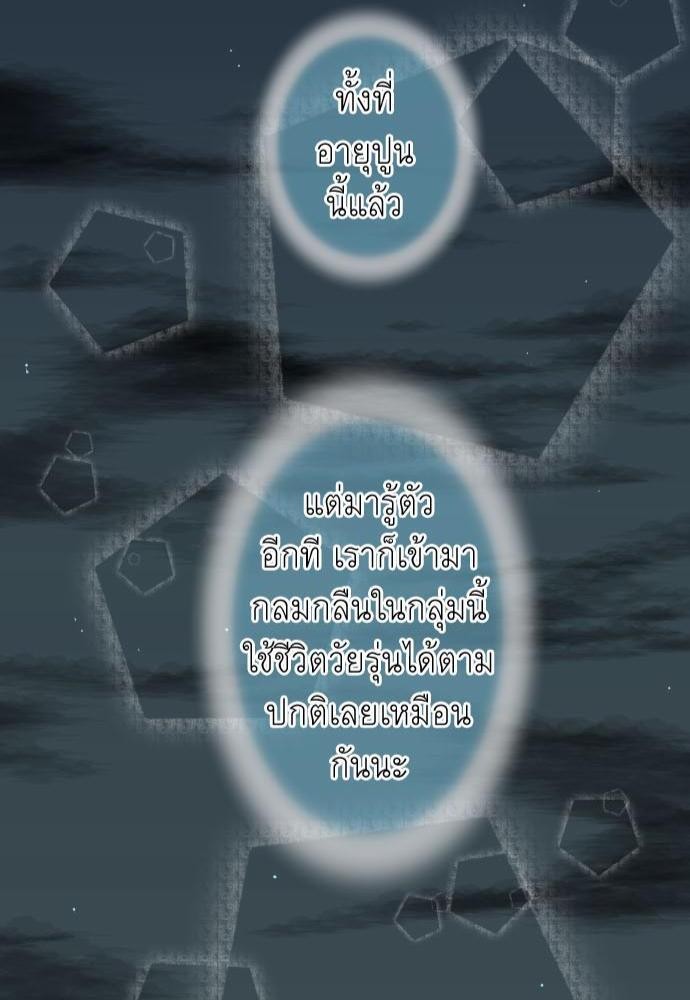 ทั้งที่
อายุปูน
นี้แล้ว
แต่มารู้ตัว
อีกที เราก็เข้ามา
กลมกลืนในกลุ่มนี้
ใช้ชีวิตวัยรุ่นได้ตาม
ปกติเลยเหมือน
กันนะ